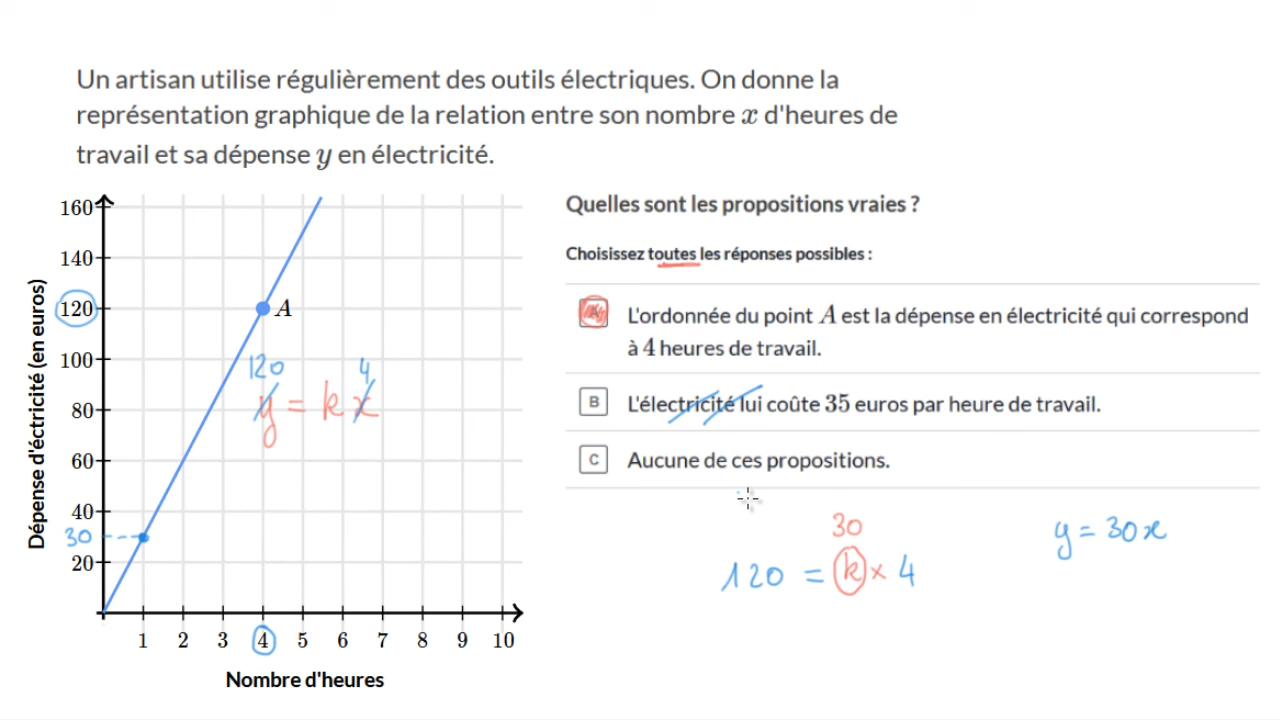 Un artisan utilise régulièrement des outils électriques. On donne la
représentation graphique de la relation entre son nombre x d'heures de
travail et sa dépense y en électricité.
Dépense d'éctricité (en euros)
160
140
120
100
80
60
40
30
20
A
120 4
y = kx
1 2 3 4 5 6 7 8 9 10
Nombre d'heures
Quelles sont les propositions vraies ?
Choisissez toutes les réponses possibles :
A L'ordonnée du point A est la dépense en électricité qui correspond
à 4 heures de travail.
B L'électricité lui coûte 35 euros par heure de travail.
C Aucune de ces propositions.
30
120 = k × 4
y = 30x